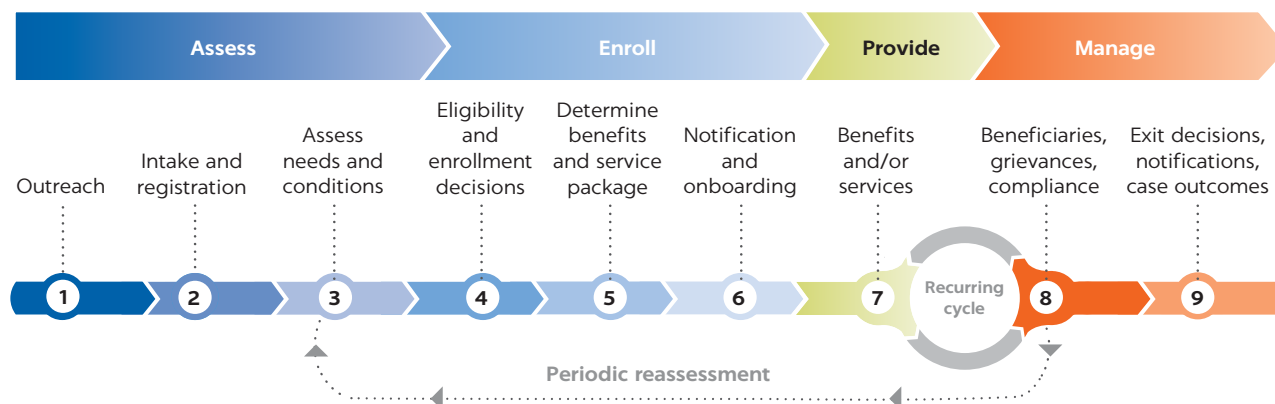 Assess
Enroll
Provide
Manage
Outreach
Intake and
registration
Assess
needs and
conditions
Eligibility
and
enrollment
decisions
Determine
benefits
and service
package
Notification
and
onboarding
Benefits
and/or
services
Beneficiaries,
grievances,
compliance
Exit decisions,
notifications,
case outcomes
1
2
3
4
5
6
7
Recurring
cycle
8
9
Periodic reassessment